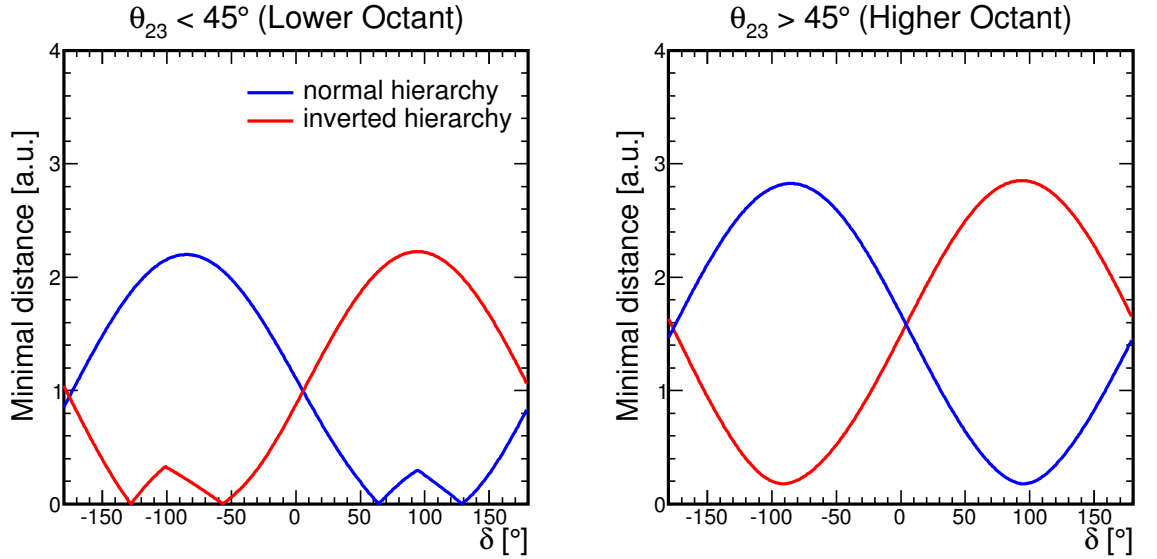 θ23 < 45° (Lower Octant)
Minimal distance [a.u.]
4
3
2
1
0
normal hierarchy
inverted hierarchy
-150 -100 -50 0 50 100 150
δ [°]
θ23 > 45° (Higher Octant)
Minimal distance [a.u.]
4
3
2
1
0
-150 -100 -50 0 50 100 150
δ [°]